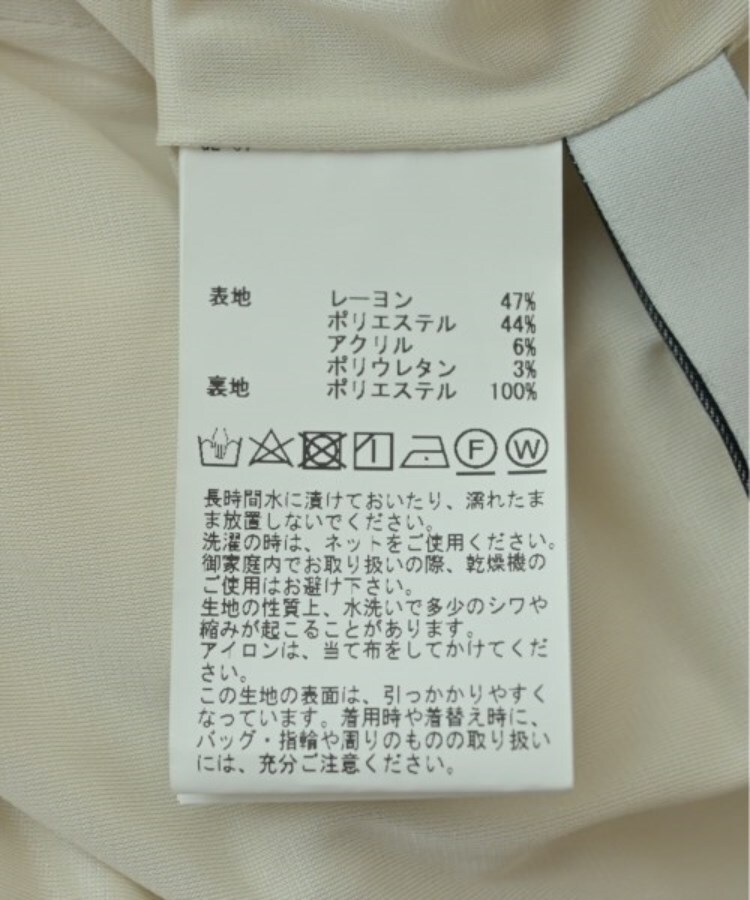 表地 レーヨン 47%
ポリエステル 44%
アクリル 6%
ポリウレタン 3%
裏地 ポリエステル 100%
F W
長時間水に漬けておいたり、濡れたま
ま放置しないでください。
洗濯の時は、ネットをご使用ください。
御家庭内でお取り扱いの際、乾燥機の
ご使用はお避け下さい。
生地の性質上、水洗いで多少のシワや
縮みが起こることがあります。
アイロンは、当て布をしてかけてくだ
さい。
この生地の表面は、引っかかりやすく
なっています。着用時や着替え時に、
バッグ・指輪や周りのものの取り扱い
には、充分ご注意ください。